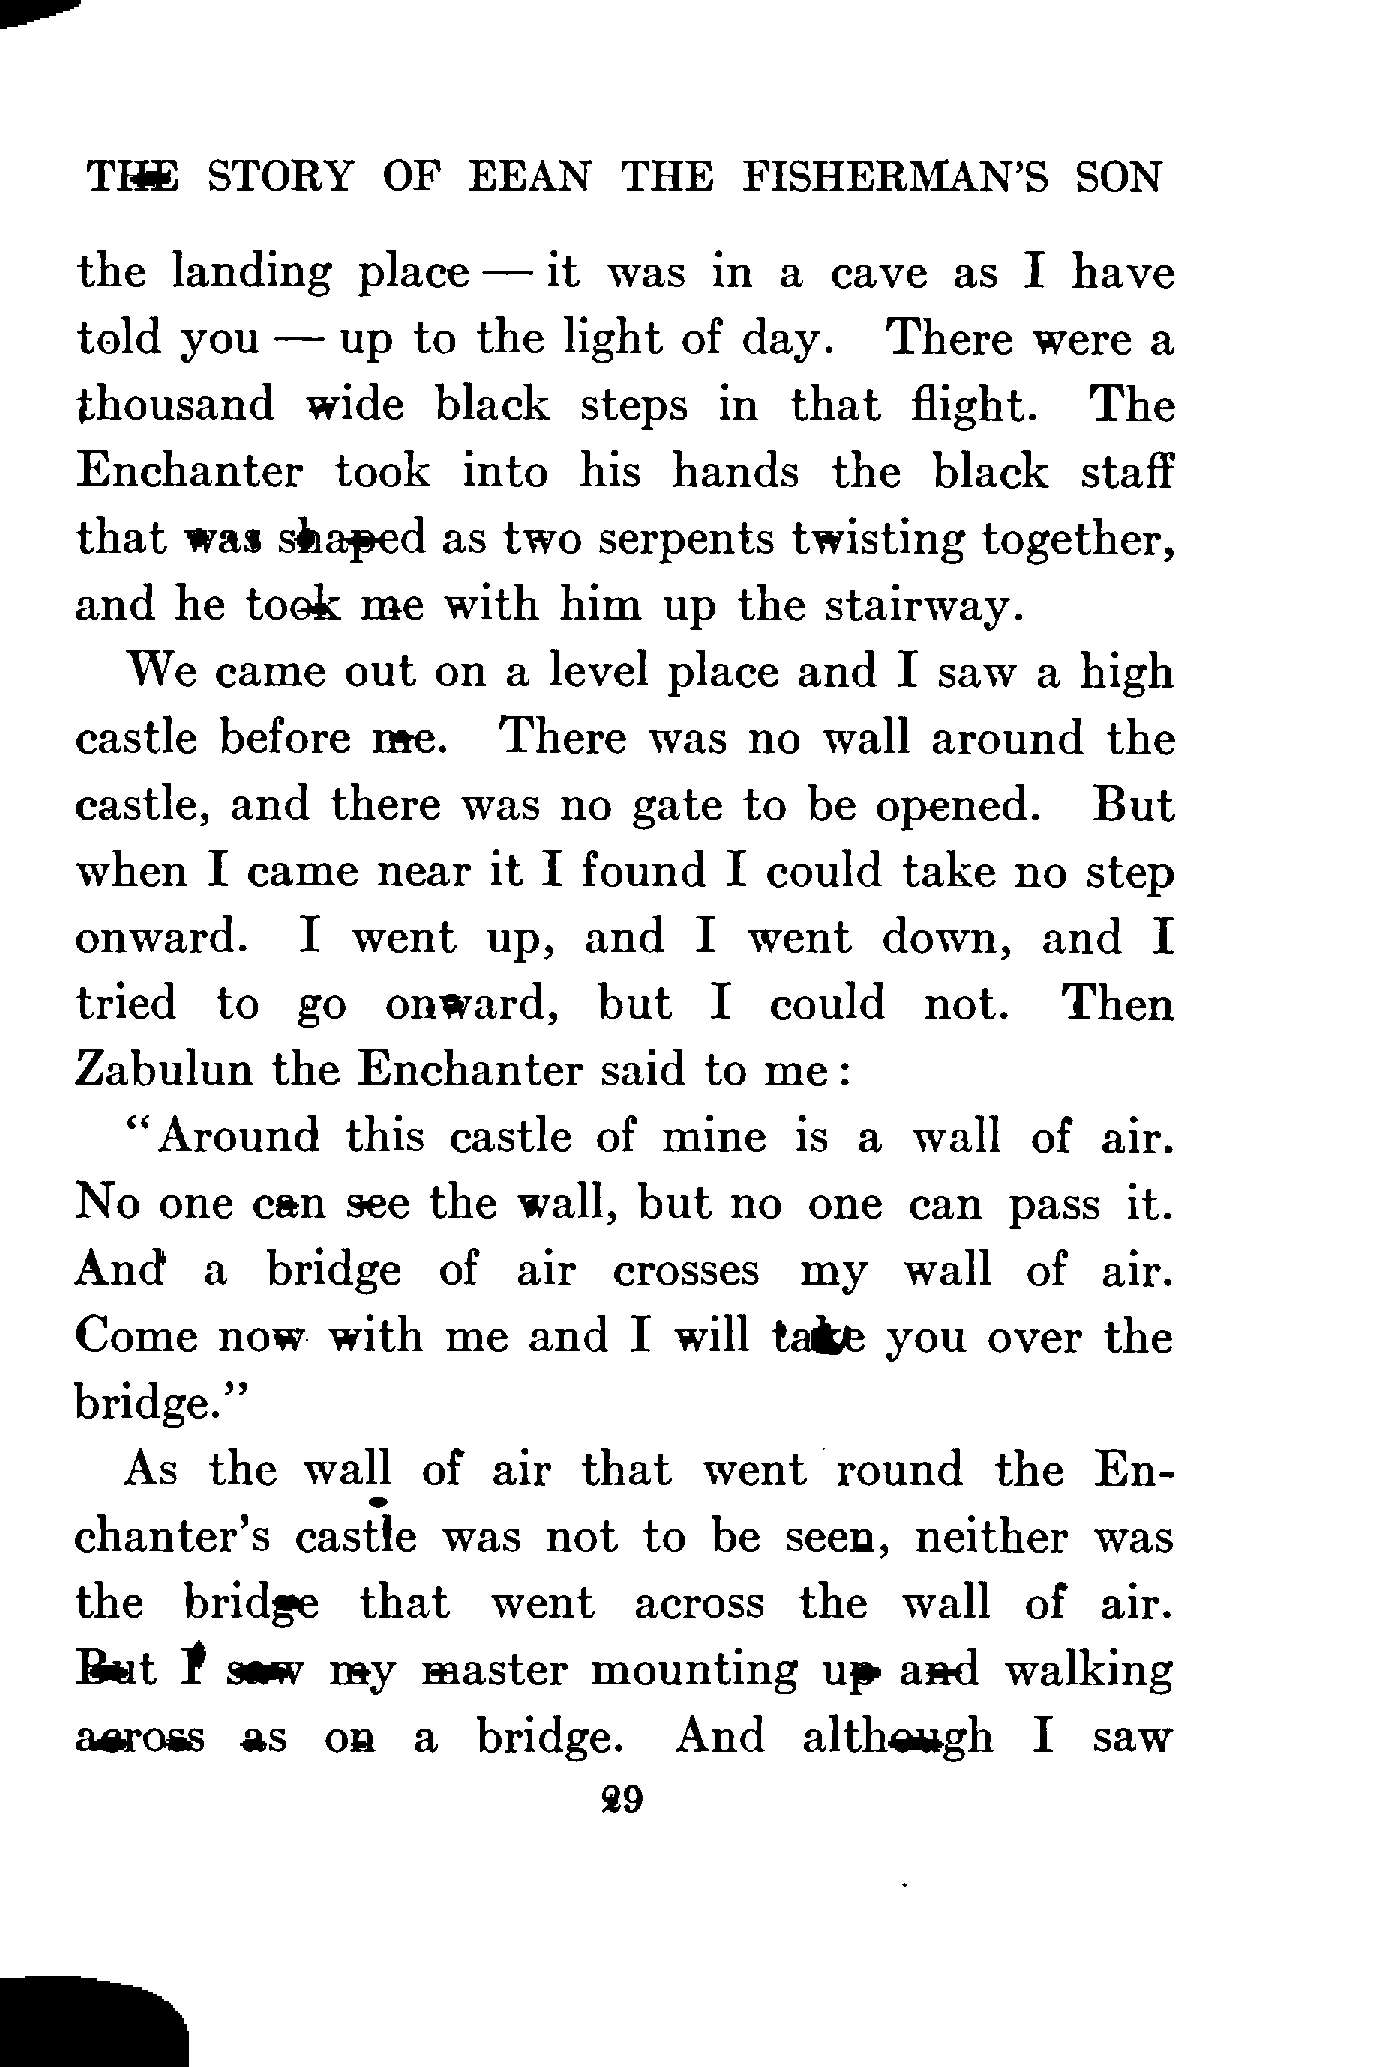 THE STORY OF EEAN THE FISHERMAN'S SON
the landing place — it was in a cave as I have
told you — up to the light of day. There were a
thousand wide black steps in that flight. The
Enchanter took into his hands the black staff
that was shaped as two serpents twisting together,
and he took me with him up the stairway.
We came out on a level place and I saw a high
castle before me. There was no wall around the
castle, and there was no gate to be opened. But
when I came near it I found I could take no step
onward. I went up, and I went down, and I
tried to go onward, but I could not. Then
Zabulun the Enchanter said to me:
"Around this castle of mine is a wall of air.
No one can see the wall, but no one can pass it.
And a bridge of air crosses my wall of air.
Come now with me and I will take you over the
bridge."
As the wall of air that went round the En-
chanter's castle was not to be seen, neither was
the bridge that went across the wall of air.
But I saw my master mounting up and walking
across as on a bridge. And although I saw
29